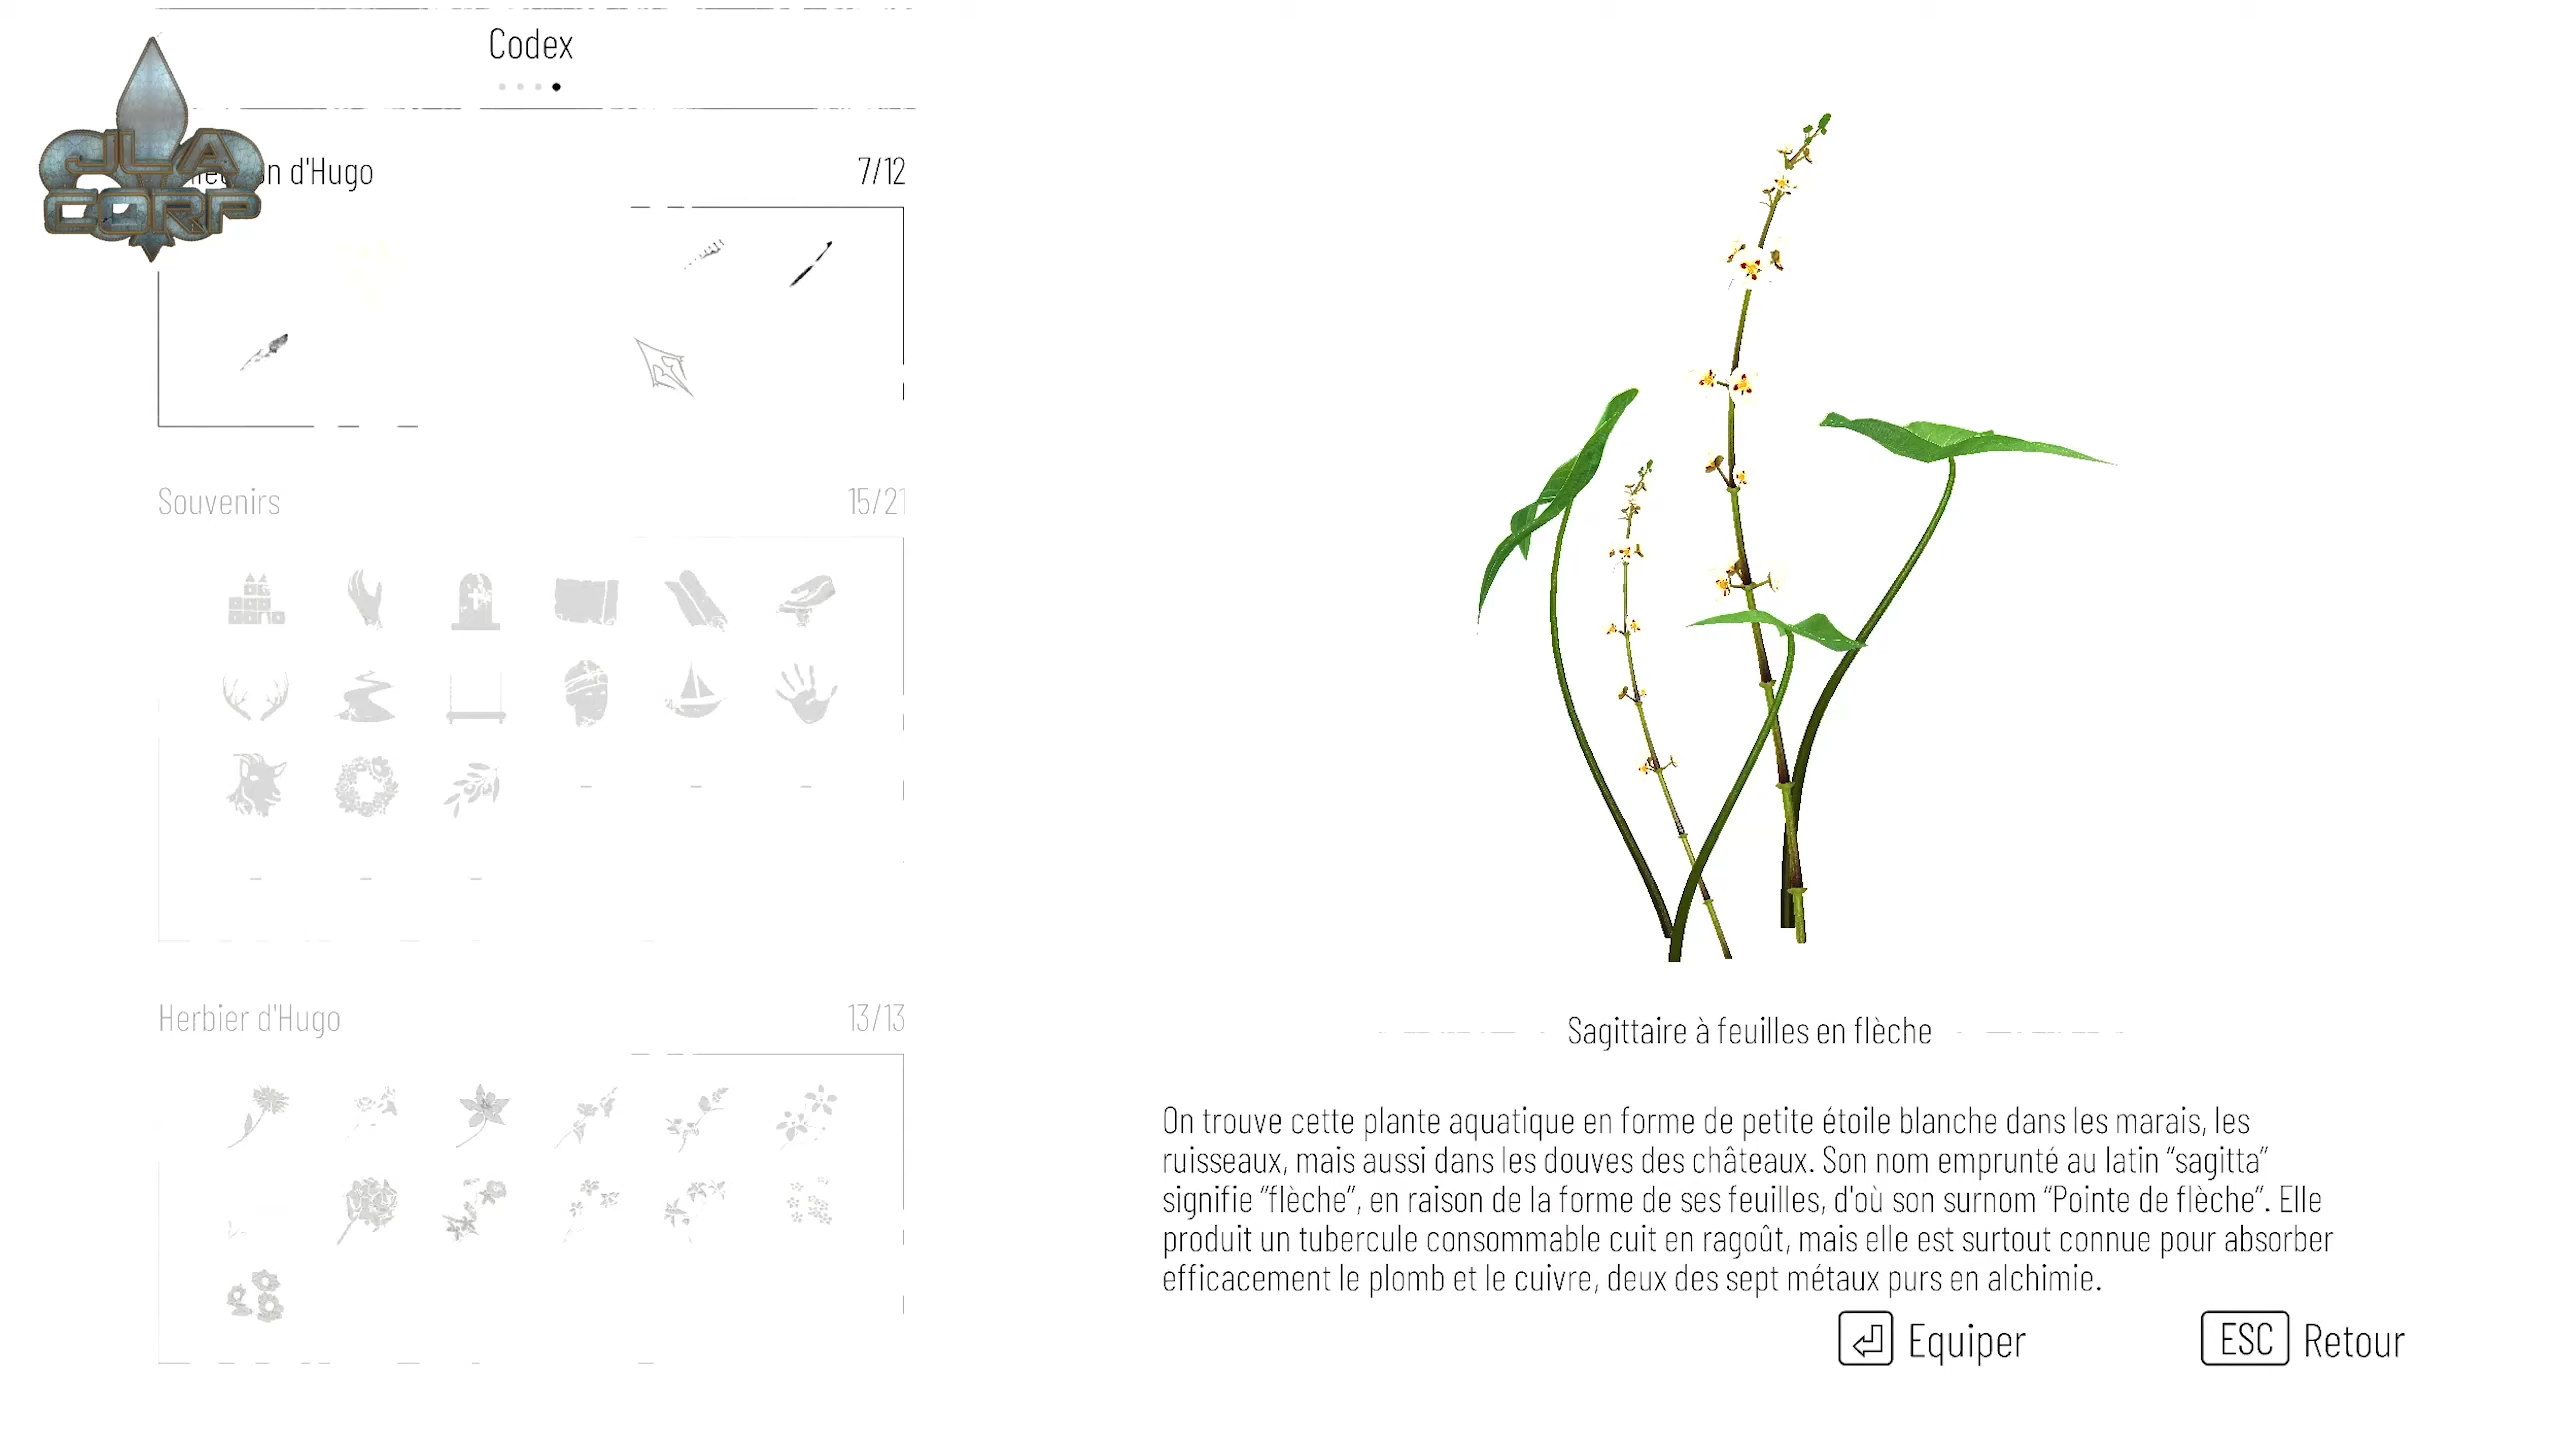 Codex
JLA
CORP
d'Hugo 7/12
Souvenirs 15/21
Herbier d'Hugo 13/13
Sagittaire à feuilles en flèche
On trouve cette plante aquatique en forme de petite étoile blanche dans les marais, les
ruisseaux, mais aussi dans les douves des châteaux. Son nom emprunté au latin “sagitta”
signifie “flèche”, en raison de la forme de ses feuilles, d'où son surnom “Pointe de flèche”. Elle
produit un tubercule consommable cuit en ragoût, mais elle est surtout connue pour absorber
efficacement le plomb et le cuivre, deux des sept métaux purs en alchimie.
Equiper
ESC Retour